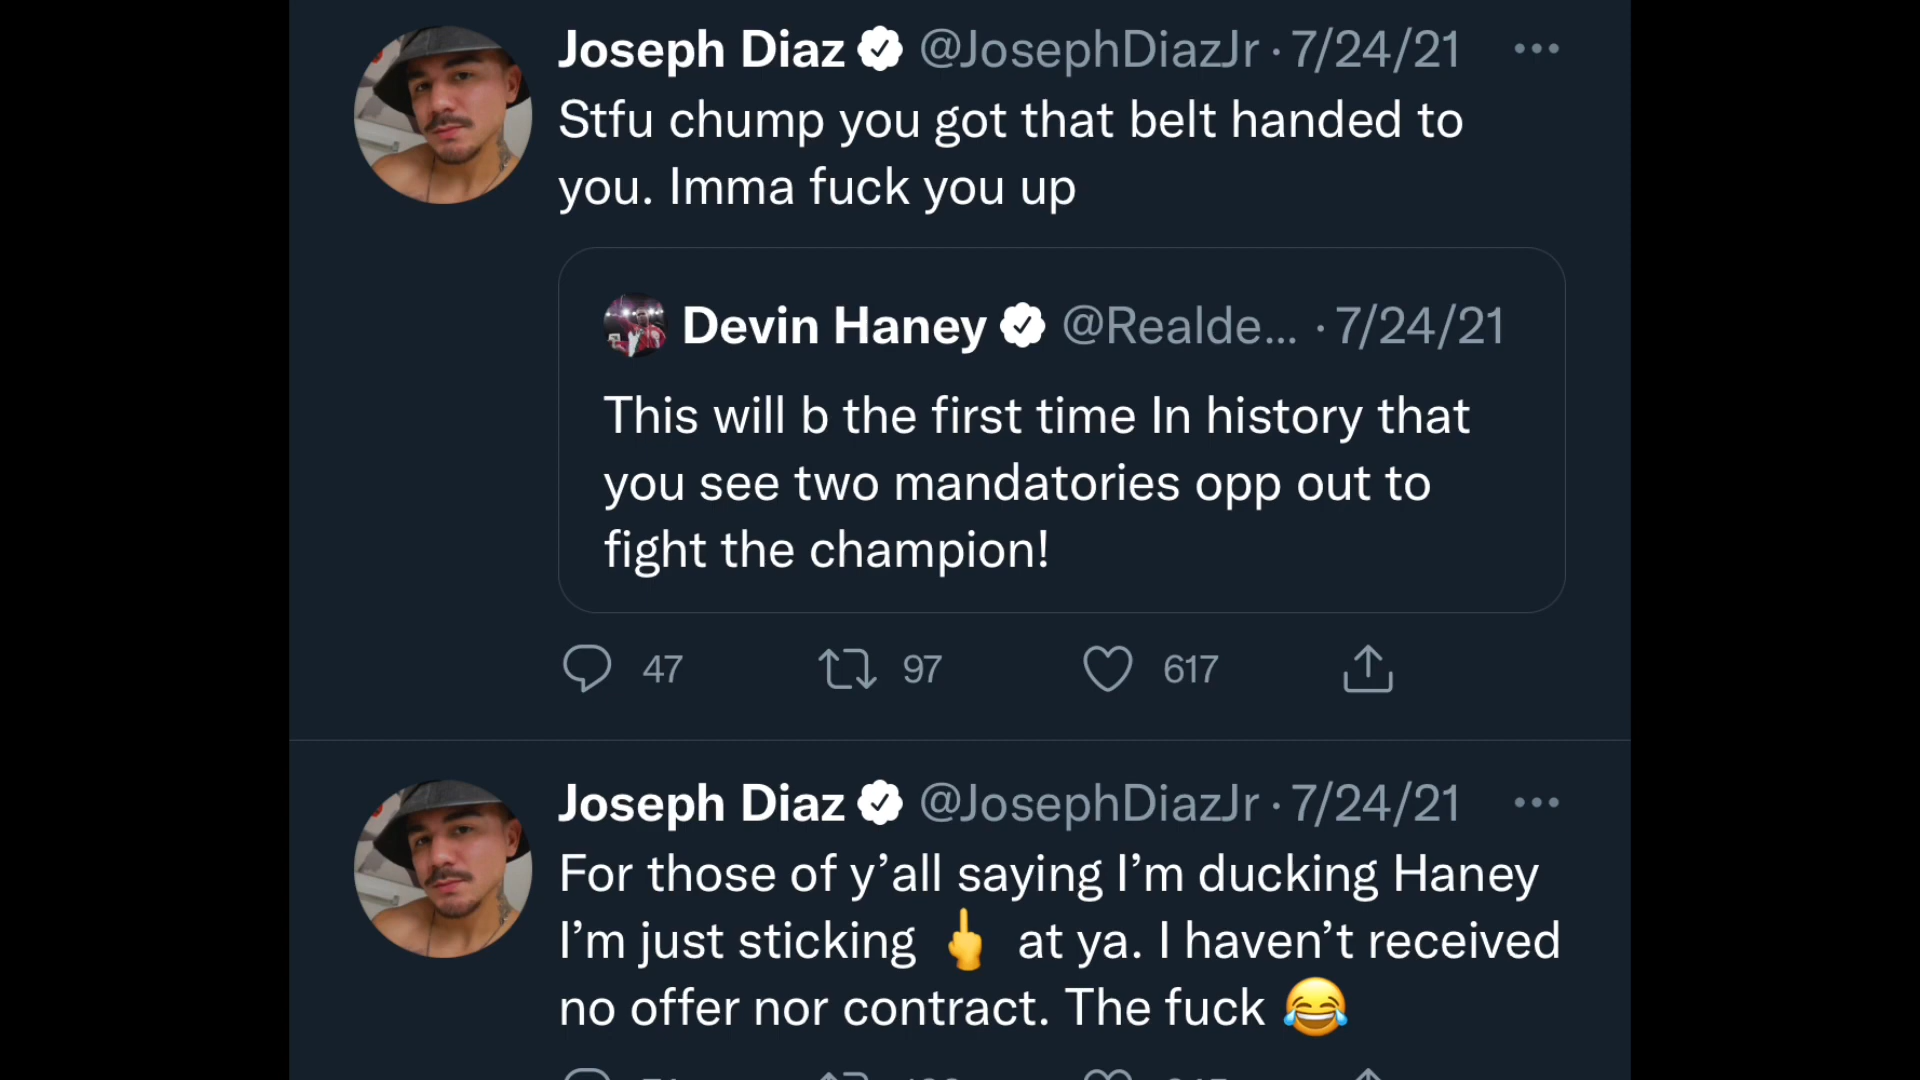 Joseph Diaz @JosephDiazJr · 7/24/21
Stfu chump you got that belt handed to
you. Imma fuck you up
Devin Haney @Realde... · 7/24/21
This will b the first time In history that
you see two mandatories opp out to
fight the champion!
47 97 617
Joseph Diaz @JosephDiazJr · 7/24/21
For those of y’all saying I’m ducking Haney
I’m just sticking 🖕 at ya. I haven’t received
no offer nor contract. The fuck 😂